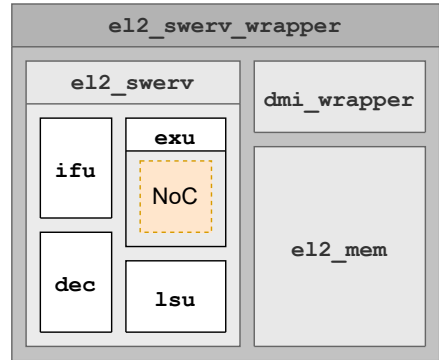 el2_swerv_wrapper
el2_swerv
ifu
exu
NoC
dec
lsu
dmi_wrapper
el2_mem